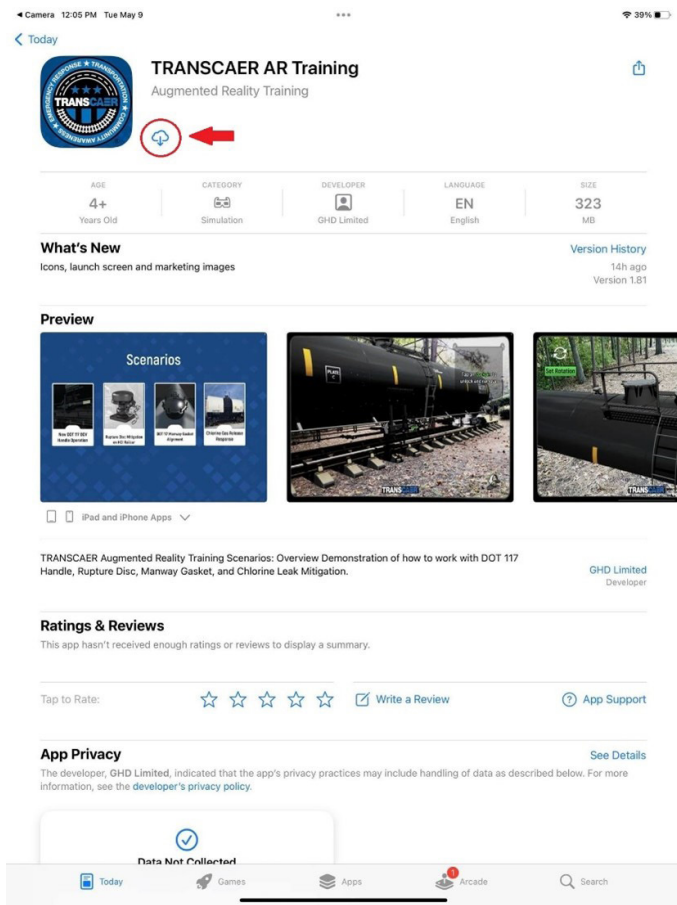 Camera 12:05 PM Tue May 9
39%
Today
TRANSCAER AR Training
Augmented Reality Training
TRANSCAER
AGE
CATEGORY
DEVELOPER
LANGUAGE
SIZE
4+
EN
323
Years Old
Simulation
GHD Limited
English
MB
What's New
Version History
Icons, launch screen and marketing images
14h ago
Version 1.81
Preview
Scenarios
Set Rotation
TRANSCAER
TRANS
iPad and iPhone Apps
TRANSCAER Augmented Reality Training Scenarios: Overview Demonstration of how to work with DOT 117
Handle, Rupture Disc, Manway Gasket, and Chlorine Leak Mitigation.
GHD Limited
Developer
Ratings & Reviews
This app hasn't received enough ratings or reviews to display a summary.
Tap to Rate:
Write a Review
App Support
App Privacy
See Details
The developer, GHD Limited, indicated that the app's privacy practices may include handling of data as described below. For more
information, see the developer's privacy policy.
Data Not Collected
Today
Games
Apps
1
Arcade
Search